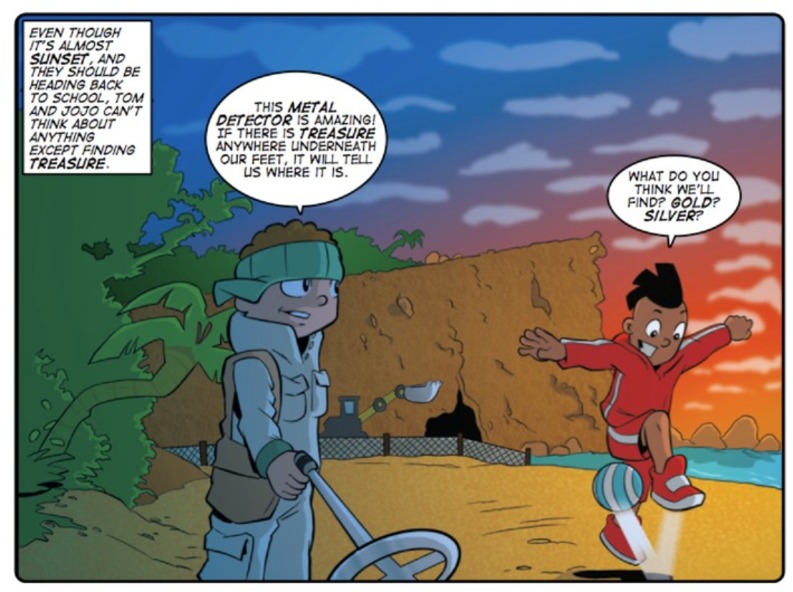 EVEN THOUGH
IT'S ALMOST
SUNSET, AND
THEY SHOULD BE
HEADING BACK
TO SCHOOL, TOM
AND JOJO CAN'T
THINK ABOUT
ANYTHING
EXCEPT FINDING
TREASURE.
THIS METAL
DETECTOR IS AMAZING!
IF THERE IS TREASURE
ANYWHERE UNDERNEATH
OUR FEET, IT WILL TELL
US WHERE IT IS.
WHAT DO YOU
THINK WE'LL
FIND? GOLD?
SILVER?